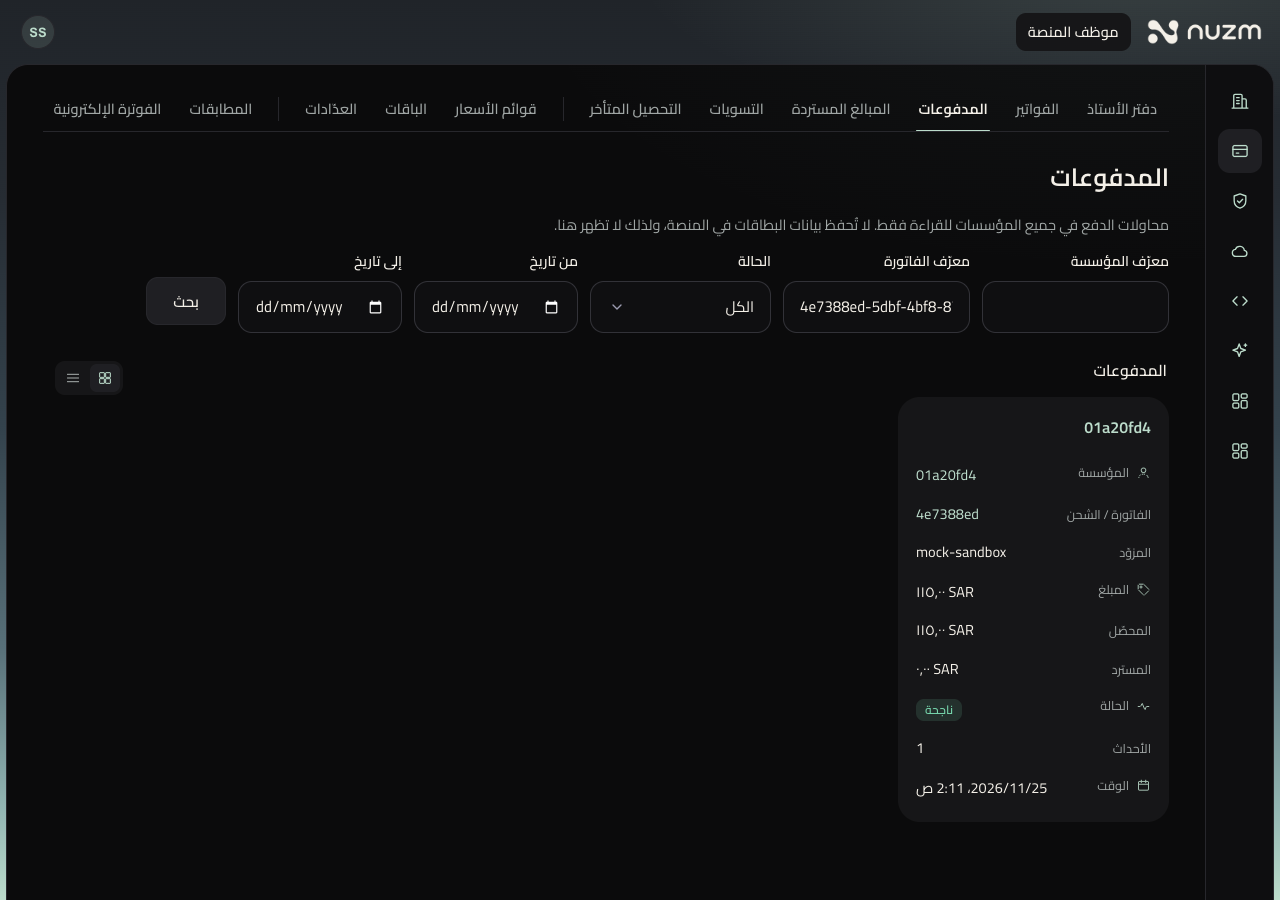 nuzm
موظف المنصة
SS
دفتر الأستاذ
الفواتير
المدفوعات
المبالغ المستردة
التسويات
التحصيل المتأخر
قوائم الأسعار
الباقات
العدّادات
المطابقات
الفوترة الإلكترونية
المدفوعات
محاولات الدفع في جميع المؤسسات للقراءة فقط. لا تُحفظ بيانات البطاقات في المنصة، ولذلك لا تظهر هنا.
معرّف المؤسسة
معرّف الفاتورة
4e7388ed-5dbf-4bf8-8
الحالة
الكل
من تاريخ
dd/mm/yyyy
إلى تاريخ
dd/mm/yyyy
بحث
المدفوعات
01a20fd4
المؤسسة 01a20fd4
الفاتورة / الشحن 4e7388ed
المزوّد mock-sandbox
المبلغ ١١٥,٠٠ SAR
المحصّل ١١٥,٠٠ SAR
المسترد ٠,٠٠ SAR
الحالة ناجحة
الأحداث 1
الوقت 2026/11/25، 2:11 ص